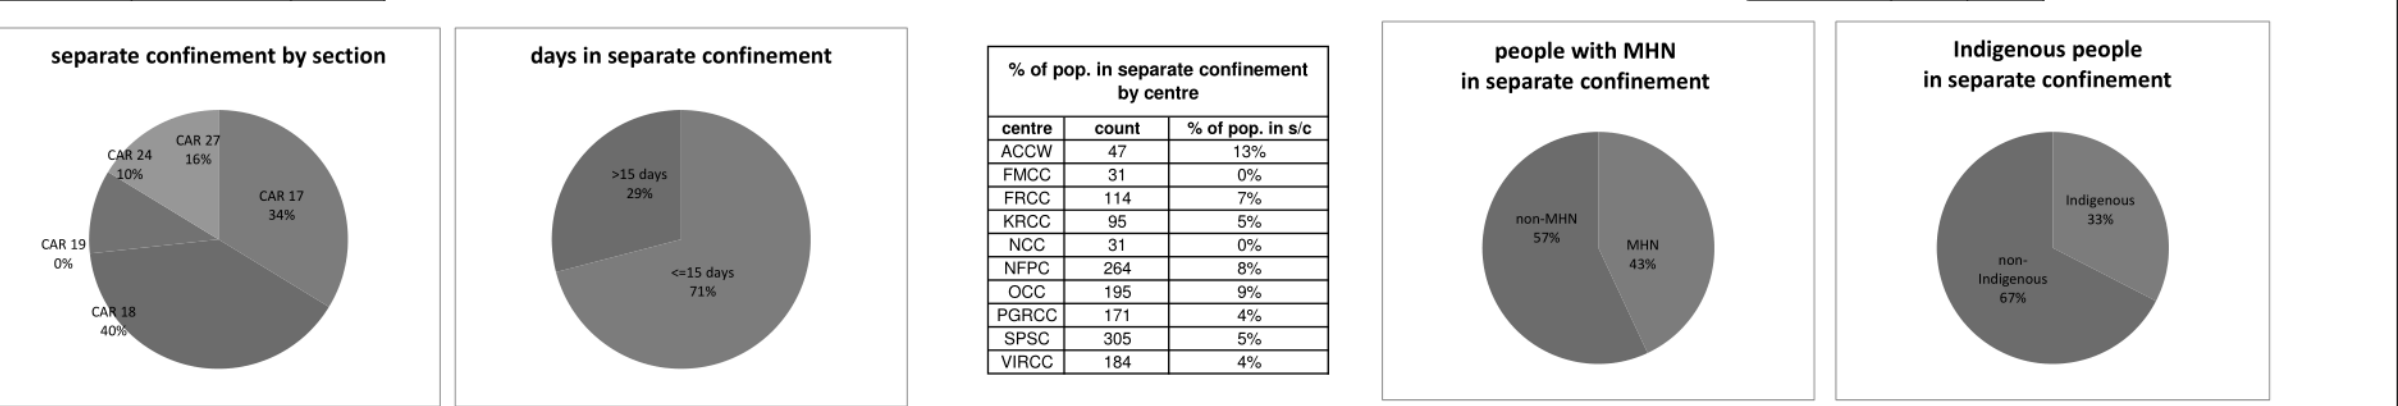 separate confinement by section
CAR 27
16%
CAR 24
10%
CAR 17
34%
CAR 19
0%
CAR 18
40%
days in separate confinement
>15 days
29%
<=15 days
71%
% of pop. in separate confinement
by centre
centre count % of pop. in s/c
ACCW 47 13%
FMCC 31 0%
FRCC 114 7%
KRCC 95 5%
NCC 31 0%
NFPC 264 8%
OCC 195 9%
PGRCC 171 4%
SPSC 305 5%
VIRCC 184 4%
people with MHN
in separate confinement
non-MHN
57%
MHN
43%
Indigenous people
in separate confinement
Indigenous
33%
non-
Indigenous
67%